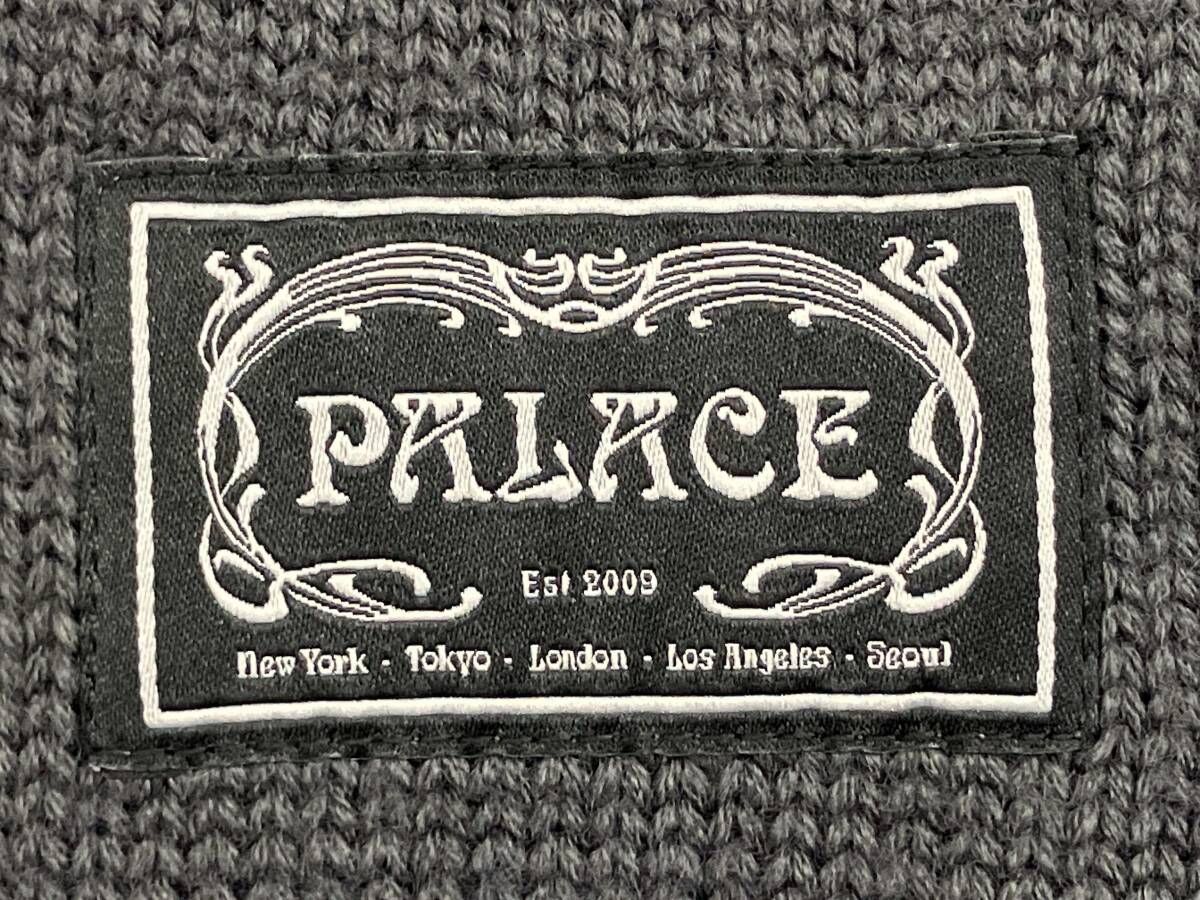 PALACE
Est 2009
New York - Tokyo - London - Los Angeles - Seoul